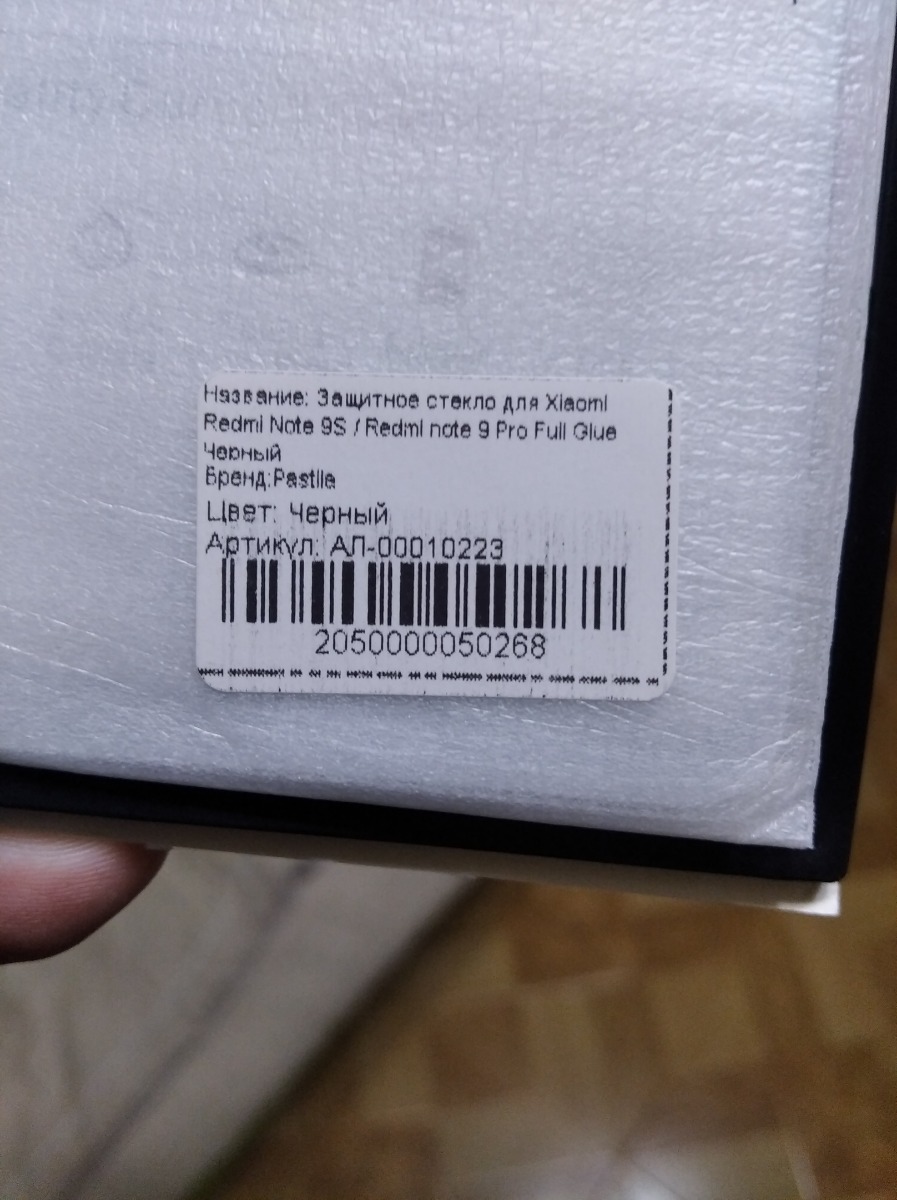 Название: Защитное стекло для Xiaomi
Redmi Note 9S / Redmi note 9 Pro Full Glue
Черный
Бренд:Pastila
Цвет: Черный
Артикул: АЛ-00010223
2050000050268